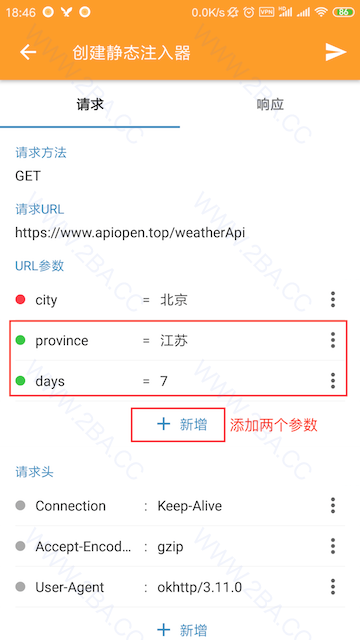 18:46 0.0K/s VPN 86
创建静态注入器
请求 响应
请求方法
GET
请求URL
https://www.apiopen.top/weatherApi
URL参数
city = 北京
province = 江苏
days = 7
新增 添加两个参数
请求头
Connection : Keep-Alive
Accept-Encod... : gzip
User-Agent : okhttp/3.11.0
新增
WWW.2BA.CC